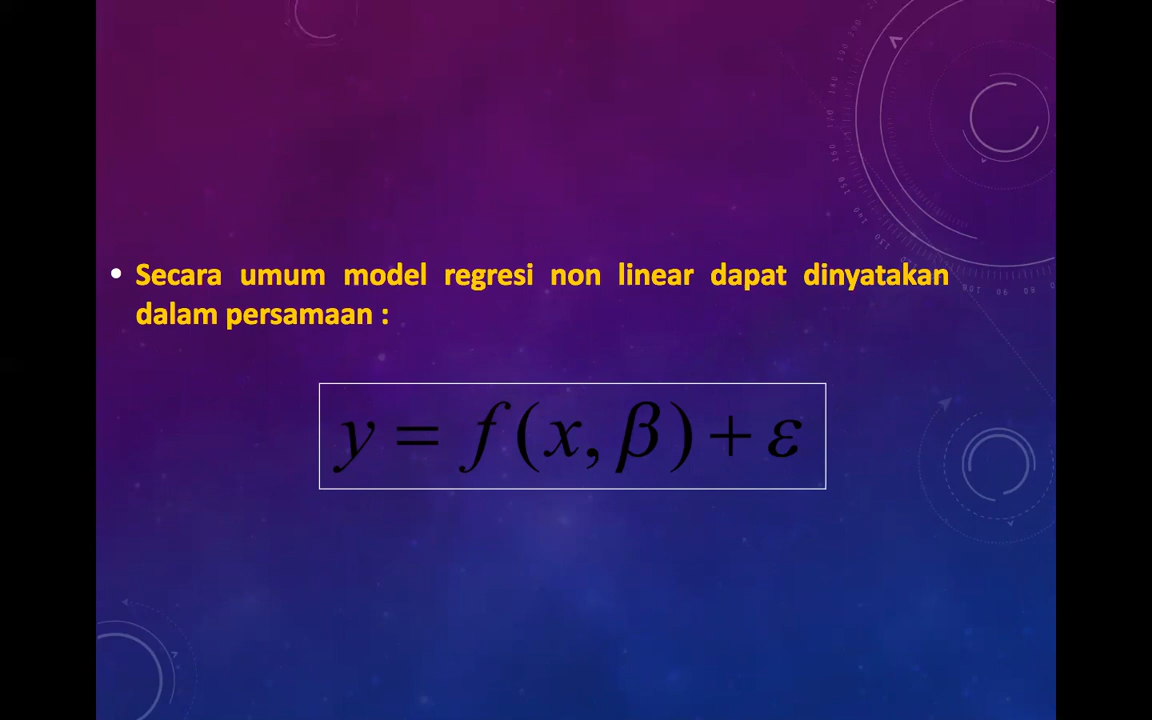 • Secara umum model regresi non linear dapat dinyatakan
dalam persamaan :
y = f(x, β) + ε